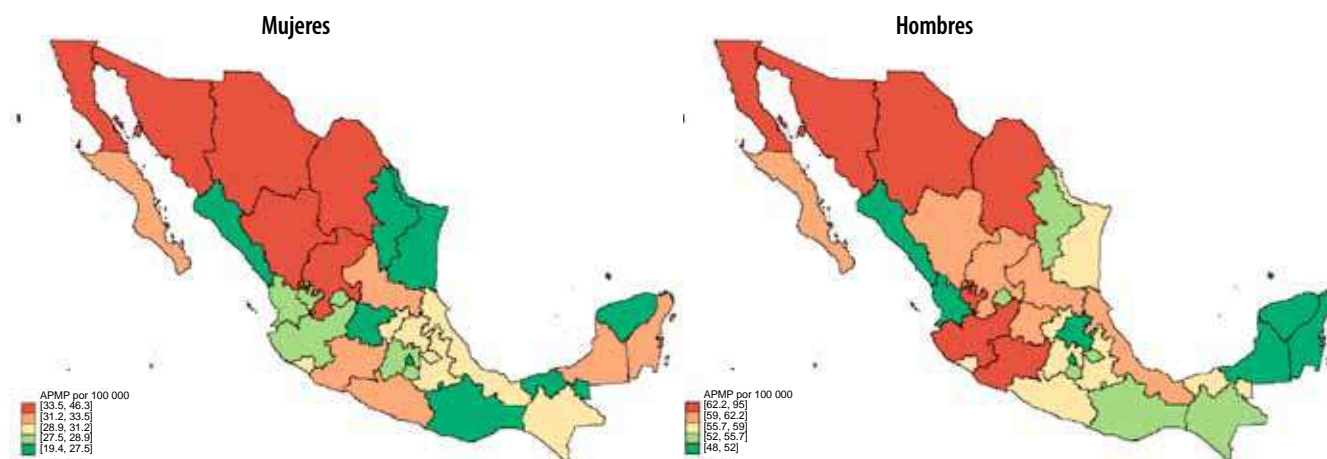 Mujeres
Hombres
APMP por 100 000
[33.5, 46.3]
[31.2, 33.5]
[28.9, 31.2]
[27.5, 28.9]
[19.4, 27.5]
APMP por 100 000
[62.2, 95]
[59, 62.2]
[55.7, 59]
[52, 55.7]
[48, 52]